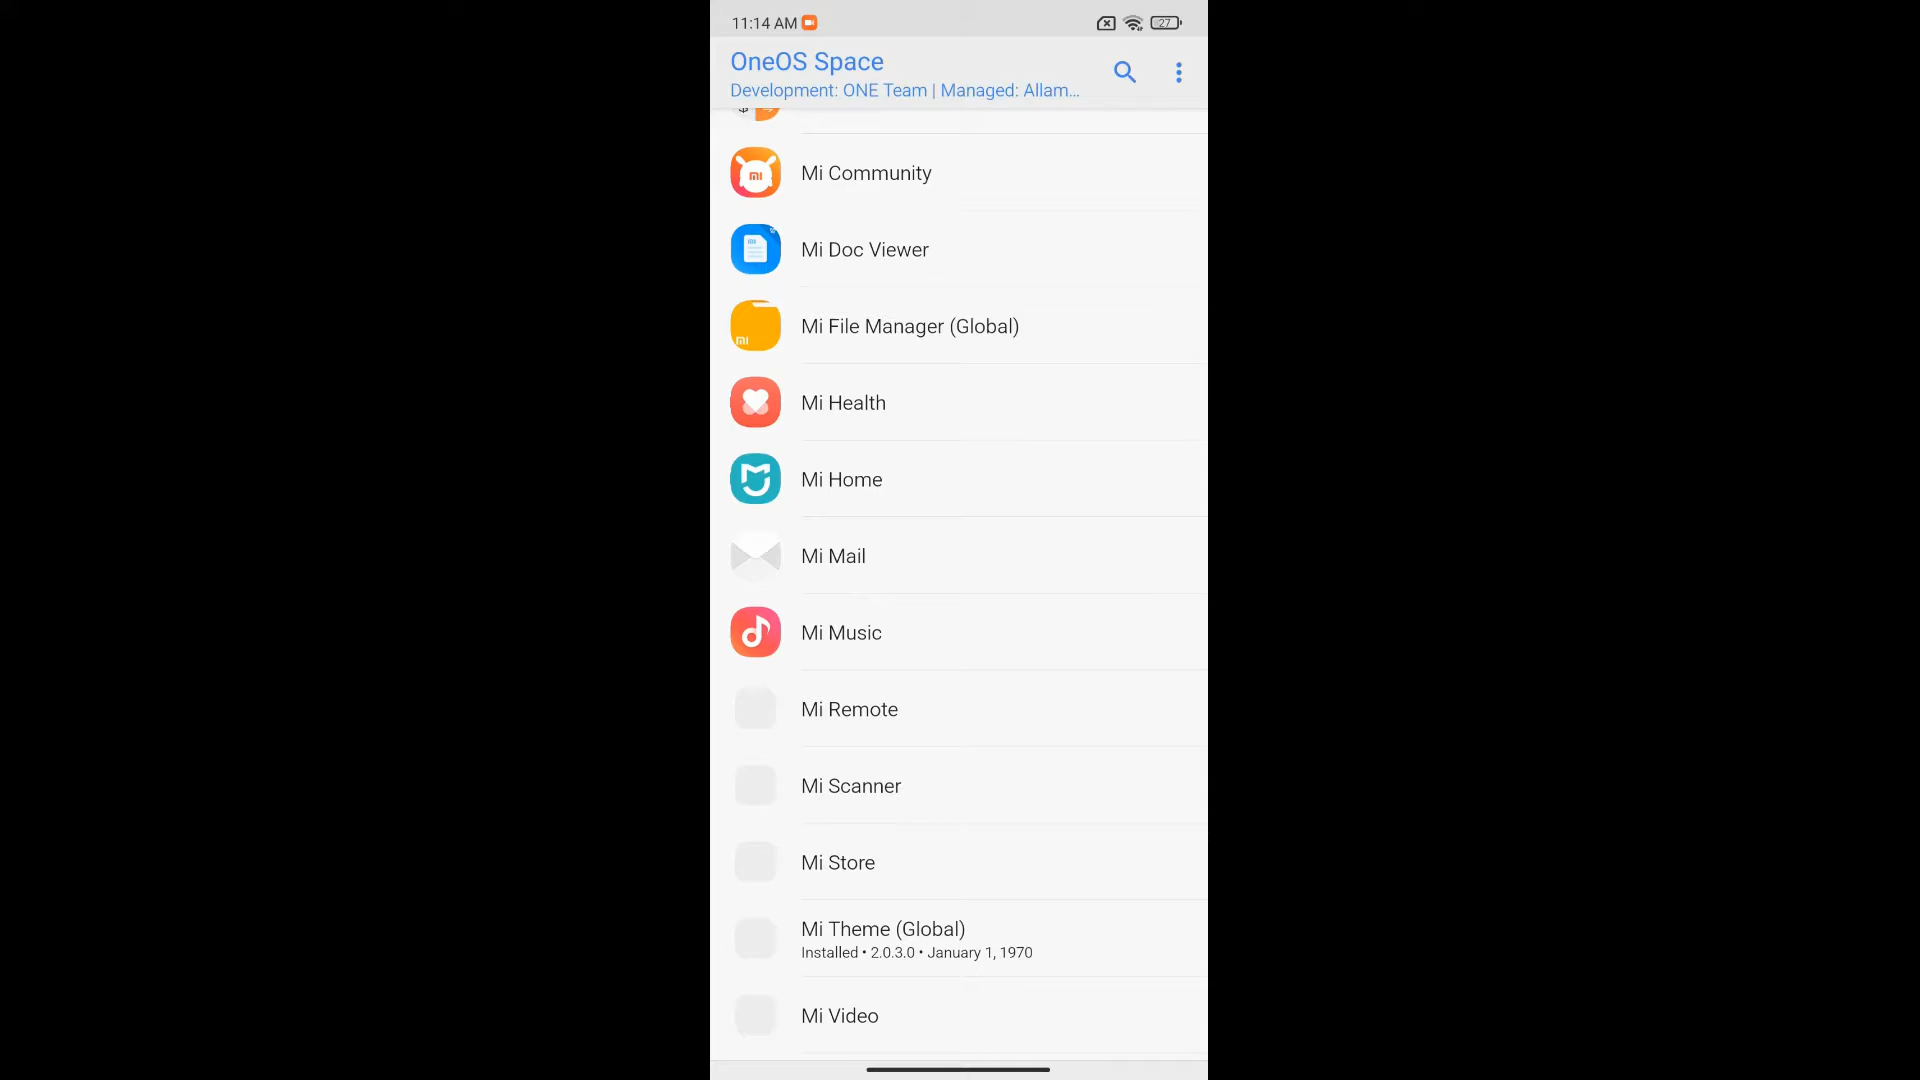 11:14 AM
27
OneOS Space
Development: ONE Team | Managed: Allam...
Mi Community
Mi Doc Viewer
Mi File Manager (Global)
Mi Health
Mi Home
Mi Mail
Mi Music
Mi Remote
Mi Scanner
Mi Store
Mi Theme (Global)
Installed • 2.0.3.0 • January 1, 1970
Mi Video